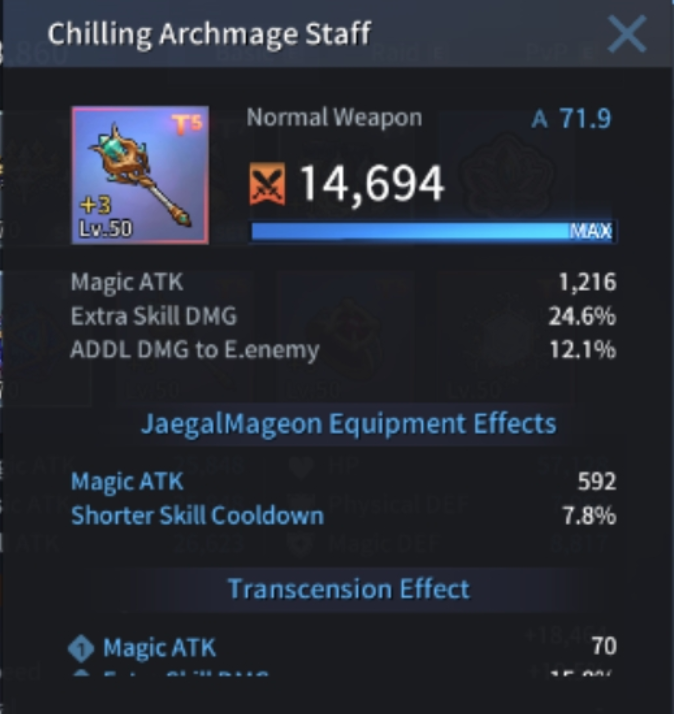 Chilling Archmage Staff
T5
+3
Lv.50
Normal Weapon
A 71.9
14,694
MAX
Magic ATK 1,216
Extra Skill DMG 24.6%
ADDL DMG to E.enemy 12.1%
JaegalMageon Equipment Effects
Magic ATK 592
Shorter Skill Cooldown 7.8%
Transcension Effect
1 Magic ATK 70